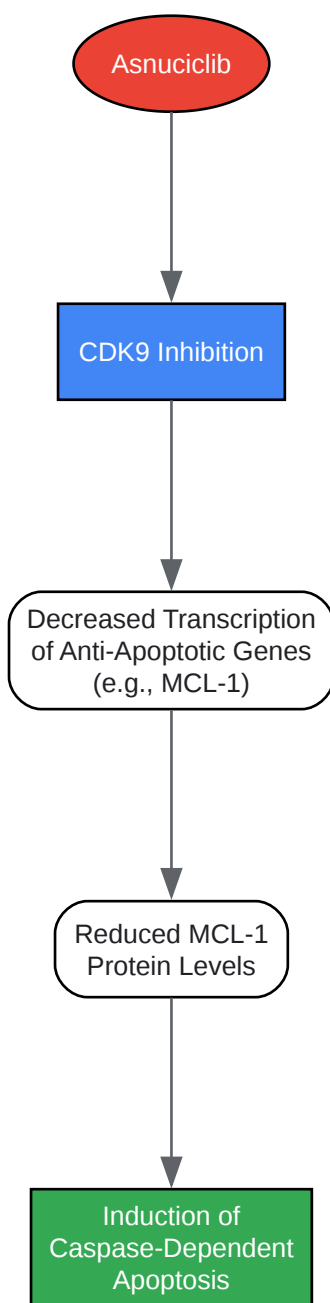 Asnuciclib
CDK9 Inhibition
Decreased Transcription
of Anti-Apoptotic Genes
(e.g., MCL-1)
Reduced MCL-1
Protein Levels
Induction of
Caspase-Dependent
Apoptosis